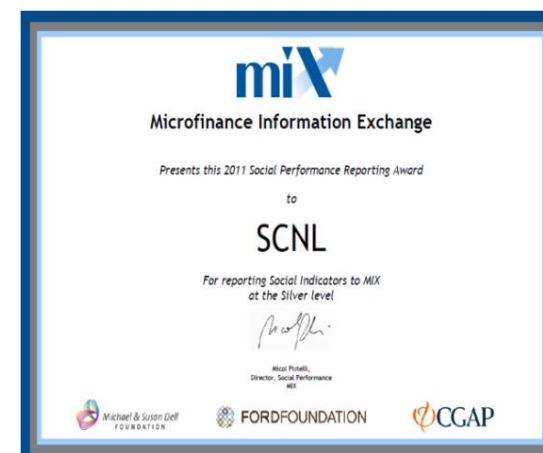 mix
Microfinance Information Exchange
Presents this 2011 Social Performance Reporting Award
to
SCNL
For reporting Social Indicators to MIX
at the Silver level
Micol Pistelli,
Director, Social Performance
MIX
Michael & Susan Dell
FOUNDATION
FORDFOUNDATION
CGAP